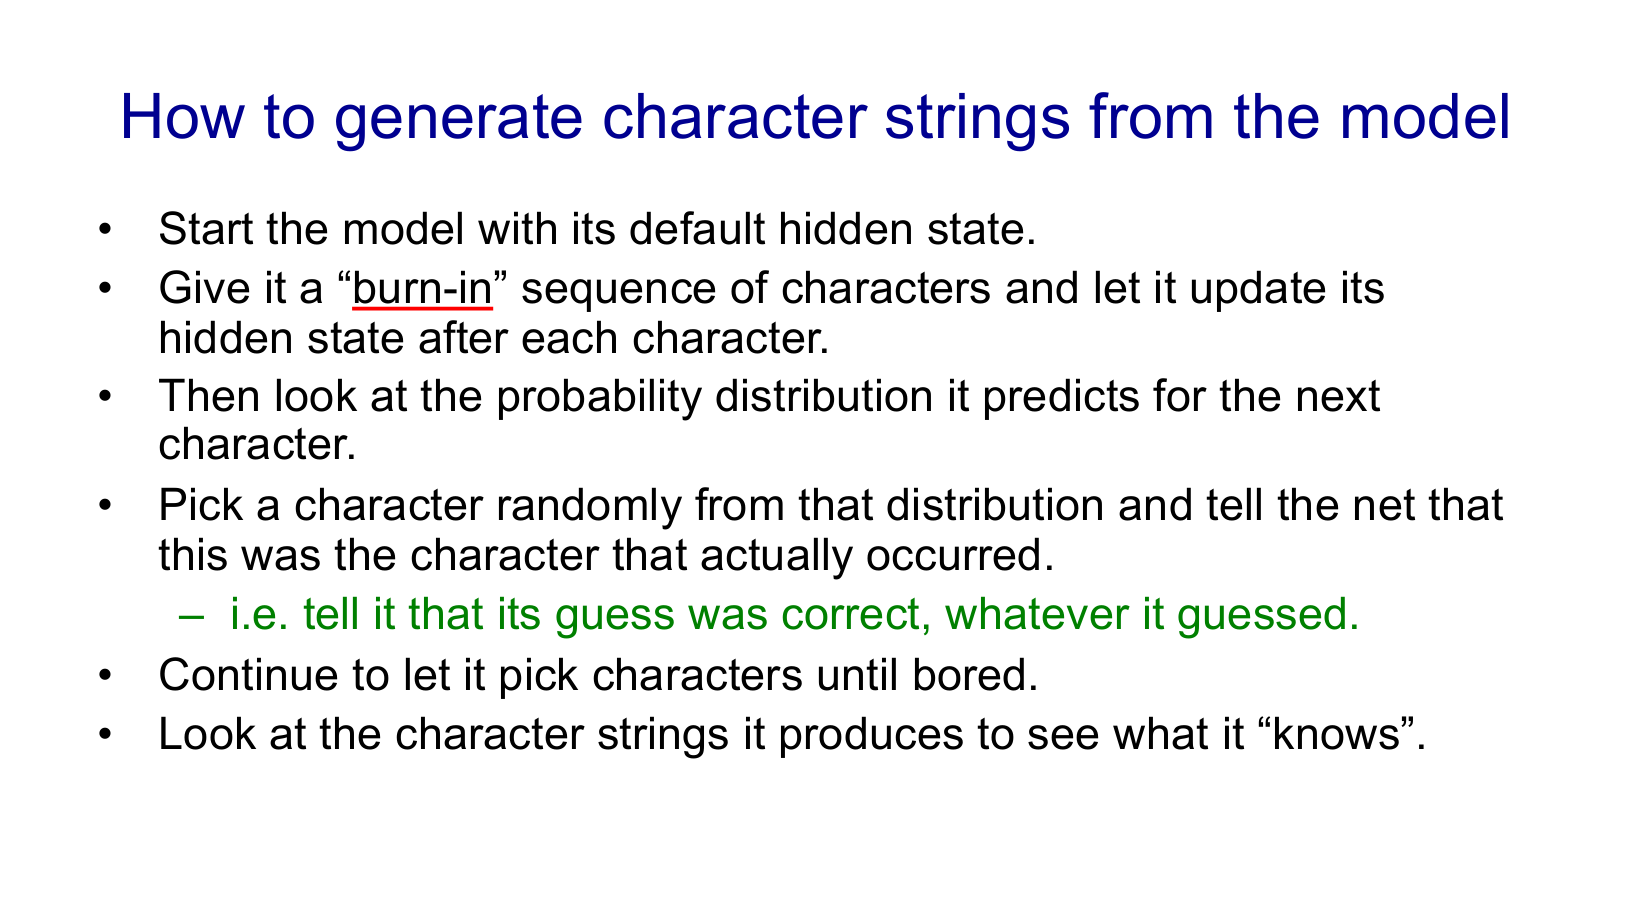 How to generate character strings from the model
• Start the model with its default hidden state.
• Give it a “burn-in” sequence of characters and let it update its
hidden state after each character.
• Then look at the probability distribution it predicts for the next
character.
• Pick a character randomly from that distribution and tell the net that
this was the character that actually occurred.
– i.e. tell it that its guess was correct, whatever it guessed.
• Continue to let it pick characters until bored.
• Look at the character strings it produces to see what it “knows”.